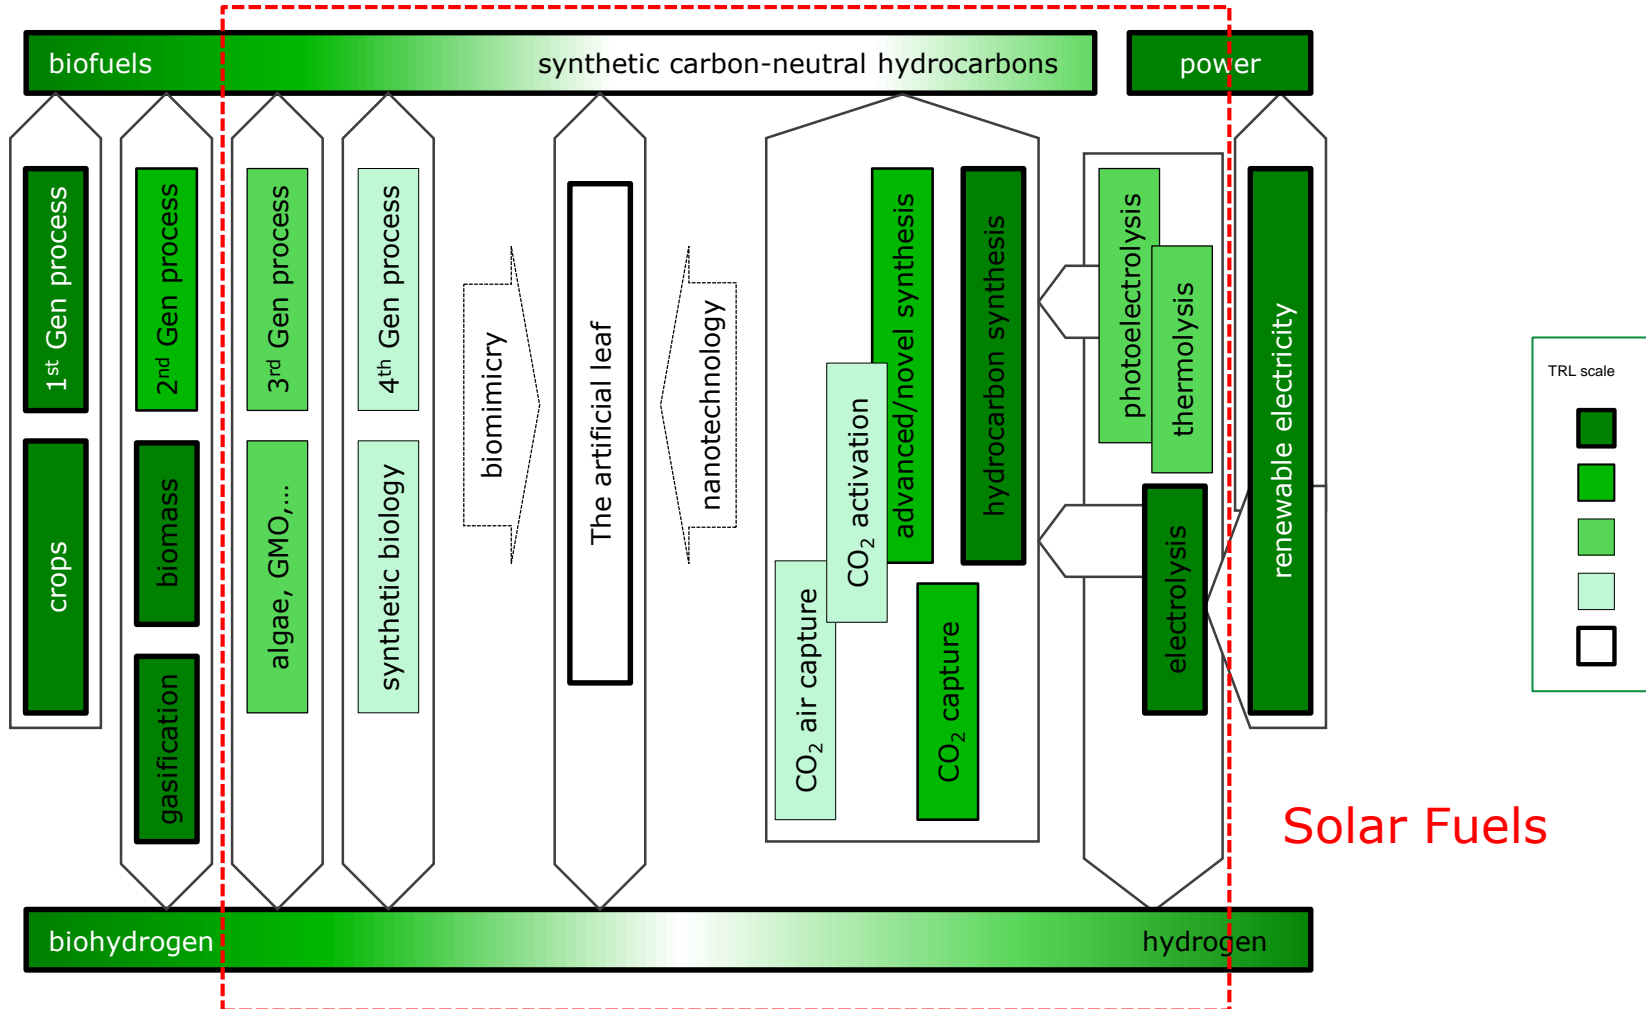 biofuels
synthetic carbon-neutral hydrocarbons
power
1st Gen process
2nd Gen process
3rd Gen process
4th Gen process
crops
biomass
gasification
algae, GMO,...
synthetic biology
biomimicry
The artificial leaf
nanotechnology
CO2 air capture
CO2 activation
advanced/novel synthesis
CO2 capture
hydrocarbon synthesis
photoelectrolysis
thermolysis
electrolysis
renewable electricity
TRL scale
Solar Fuels
biohydrogen
hydrogen